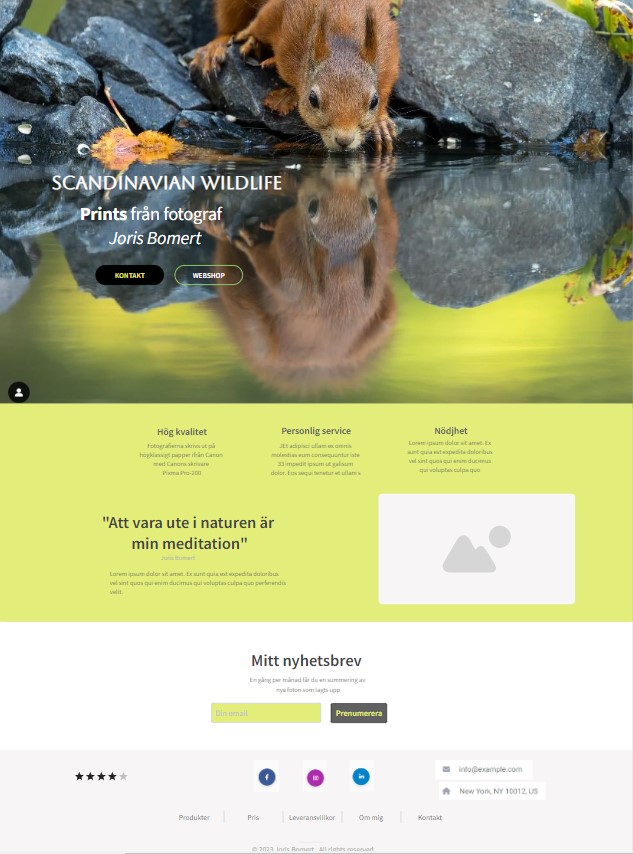 SCANDINAVIAN WILDLIFE
Prints från fotograf
Joris Bomert
KONTAKT
WEBSHOP
Hög kvalitet
Fotografierna skrivs ut på
högklassigt papper ifrån Canon
med Canons skrivare
Pixma Pro-200
Personlig service
JEt adipisci ullam ex omnis
molestias eum consequuntur iste
33 impedit ipsum ut galisum
dolor. Eos sequi tenetur et ullam s
Nödjhet
Lorem ipsum dolor sit amet. Es
sunt quia est expedita doloribus
vel sint quos qui enim ducimus
qui voluptas culpa quo
"Att vara ute i naturen är
min meditation"
Joris Bomert
Lorem ipsum dolor sit amet. Es sunt quia est expedita doloribus
vel sint quos qui enim ducimus qui voluptas culpa quo perferendis
velit.
Mitt nyhetsbrev
En gång per månad får du en summering av
nya foton som lagts upp
Din email
Prenumerera
info@example.com
New York, NY 10012, US
Produkter
Pris
Leveransvillkor
Om mig
Kontakt
© 2023 Joris Bomert. All rights reserved.